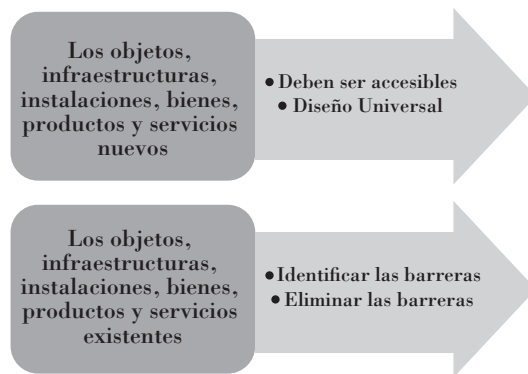 Los objetos,
infraestructuras,
instalaciones, bienes,
productos y servicios
nuevos
• Deben ser accesibles
• Diseño Universal
Los objetos,
infraestructuras,
instalaciones, bienes,
productos y servicios
existentes
• Identificar las barreras
• Eliminar las barreras